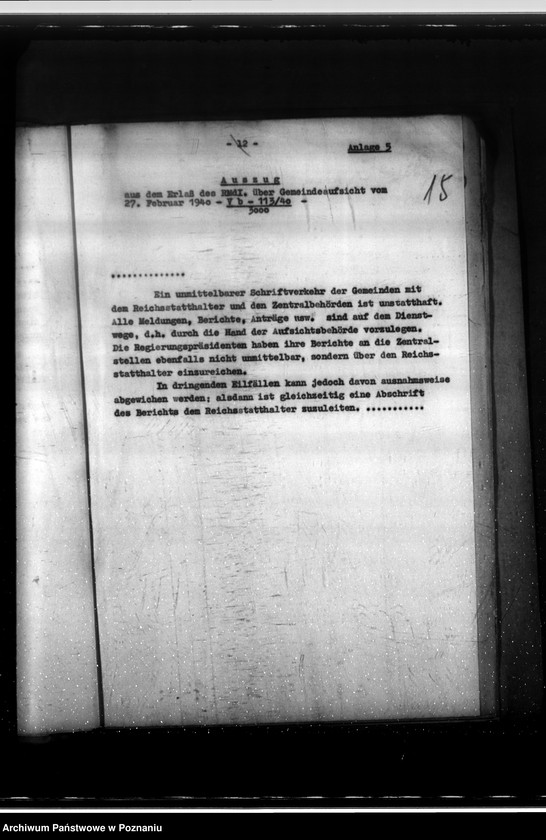 - 12 -
Anlage 5
15
Auszug
aus dem Erlaß des RMdI. über Gemeindeaufsicht vom
27. Februar 1940 - V b - 113/40 -
5000
..............
Ein unmittelbarer Schriftverkehr der Gemeinden mit
dem Reichsstatthalter und den Zentralbehörden ist unstatthaft.
Alle Meldungen, Berichte, Anträge usw. sind auf dem Dienst-
wege, d.h. durch die Hand der Aufsichtsbehörde vorzulegen.
Die Regierungspräsidenten haben ihre Berichte an die Zentral-
stellen ebenfalls nicht unmittelbar, sondern über den Reichs-
statthalter einzureichen.
In dringenden Eilfällen kann jedoch davon ausnahmsweise
abgewichen werden; alsdann ist gleichzeitig eine Abschrift
des Berichts dem Reichsstatthalter zuzuleiten. ...........
Archiwum Państwowe w Poznaniu